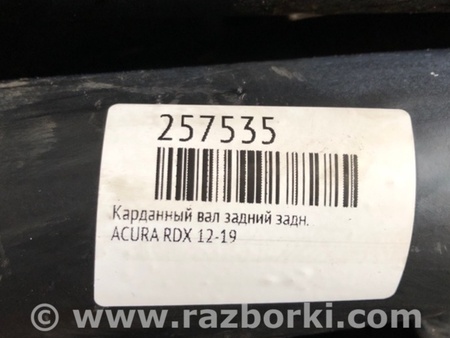 257535
Карданный вал задний задн.
ACURA RDX 12-19
© www.razborki.com